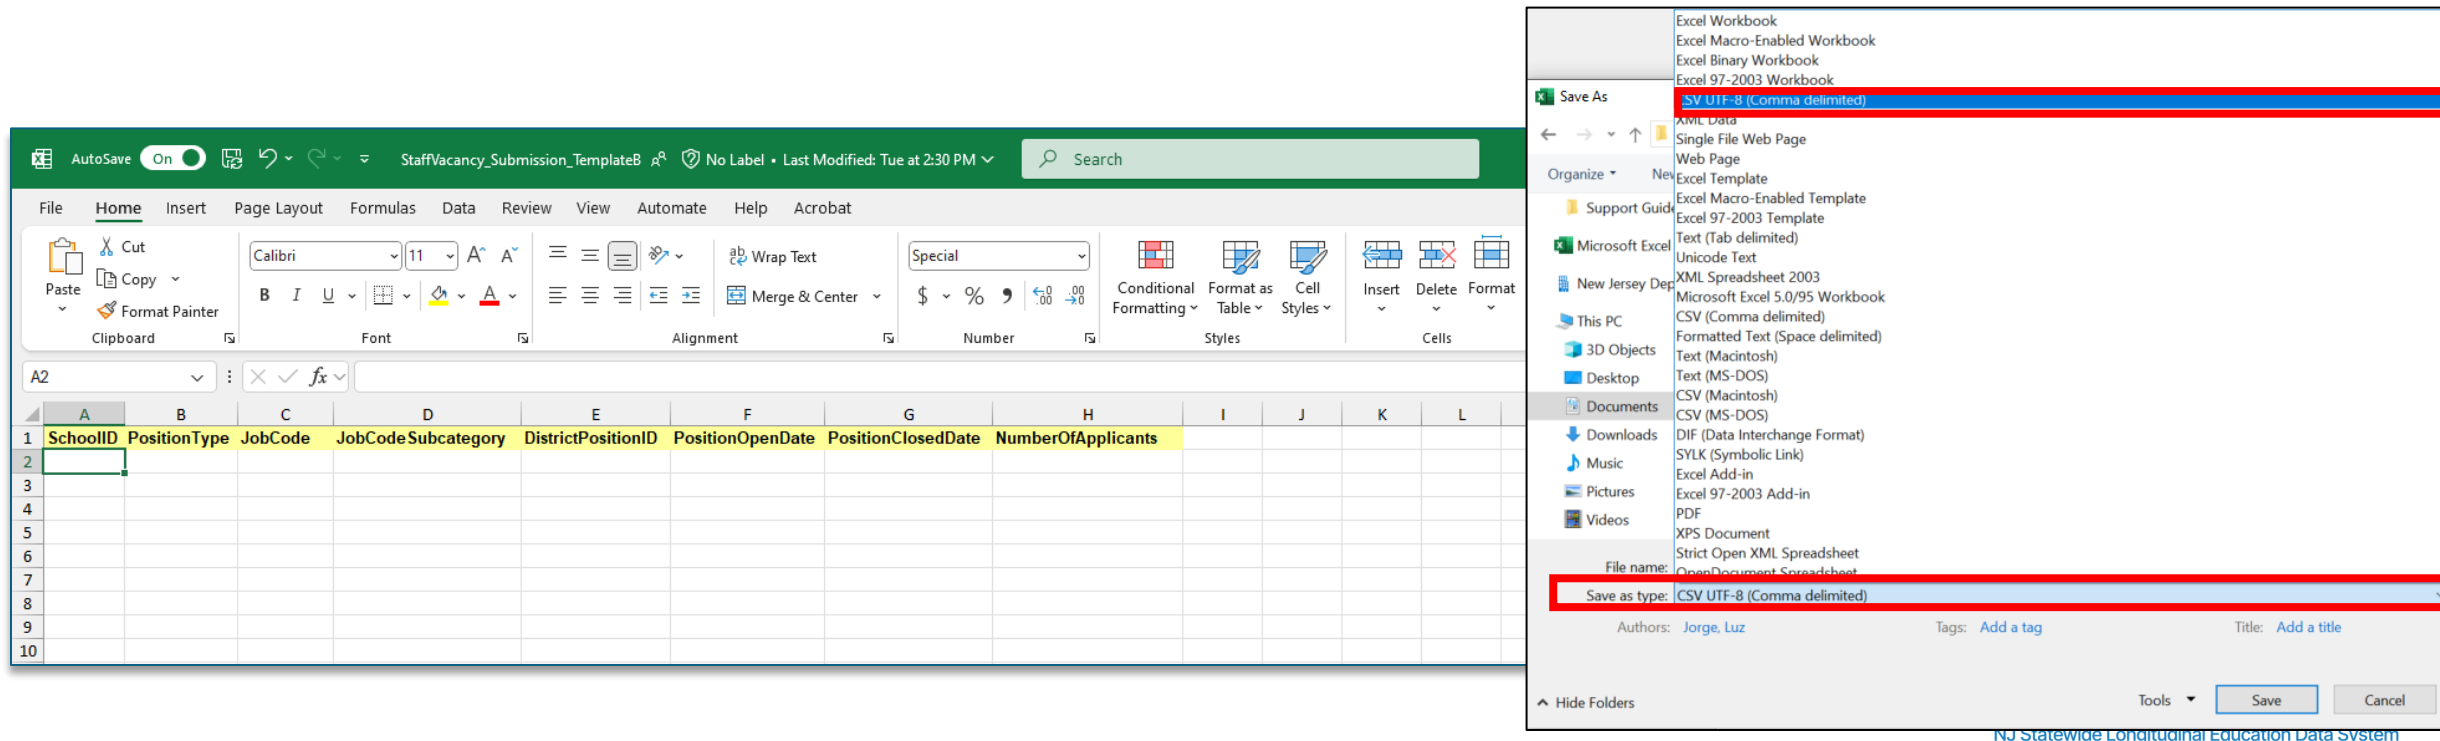 AutoSave On StaffVacancy_Submission_TemplateB No Label • Last Modified: Tue at 2:30 PM Search
File Home Insert Page Layout Formulas Data Review View Automate Help Acrobat
Cut
Copy
Paste
Format Painter
Clipboard
Calibri 11 A^ Aˇ
B I U A
Font
ab Wrap Text
Merge & Center
Alignment
Special
$ % 9 .00 .00
Number
Conditional Formatting
Format as Table
Cell Styles
Styles
Insert Delete Format
Cells
A2 fx
A B C D E F G H I J K L
1 SchoolID PositionType JobCode JobCodeSubcategory DistrictPositionID PositionOpenDate PositionClosedDate NumberOfApplicants
2
3
4
5
6
7
8
9
10
Excel Workbook
Excel Macro-Enabled Workbook
Excel Binary Workbook
Excel 97-2003 Workbook
CSV UTF-8 (Comma delimited)
XML Data
Single File Web Page
Web Page
Excel Template
Excel Macro-Enabled Template
Excel 97-2003 Template
Text (Tab delimited)
Unicode Text
XML Spreadsheet 2003
Microsoft Excel 5.0/95 Workbook
CSV (Comma delimited)
Formatted Text (Space delimited)
Text (Macintosh)
Text (MS-DOS)
CSV (Macintosh)
CSV (MS-DOS)
DIF (Data Interchange Format)
SYLK (Symbolic Link)
Excel Add-in
Excel 97-2003 Add-in
PDF
XPS Document
Strict Open XML Spreadsheet
OpenDocument Spreadsheet
Save As
Organize Nev
Support Guid
Microsoft Excel
New Jersey Dep
This PC
3D Objects
Desktop
Documents
Downloads
Music
Pictures
Videos
File name:
Save as type: CSV UTF-8 (Comma delimited)
Authors: Jorge, Luz Tags: Add a tag Title: Add a title
Hide Folders Tools Save Cancel
NJ Statewide Longitudinal Education Data System